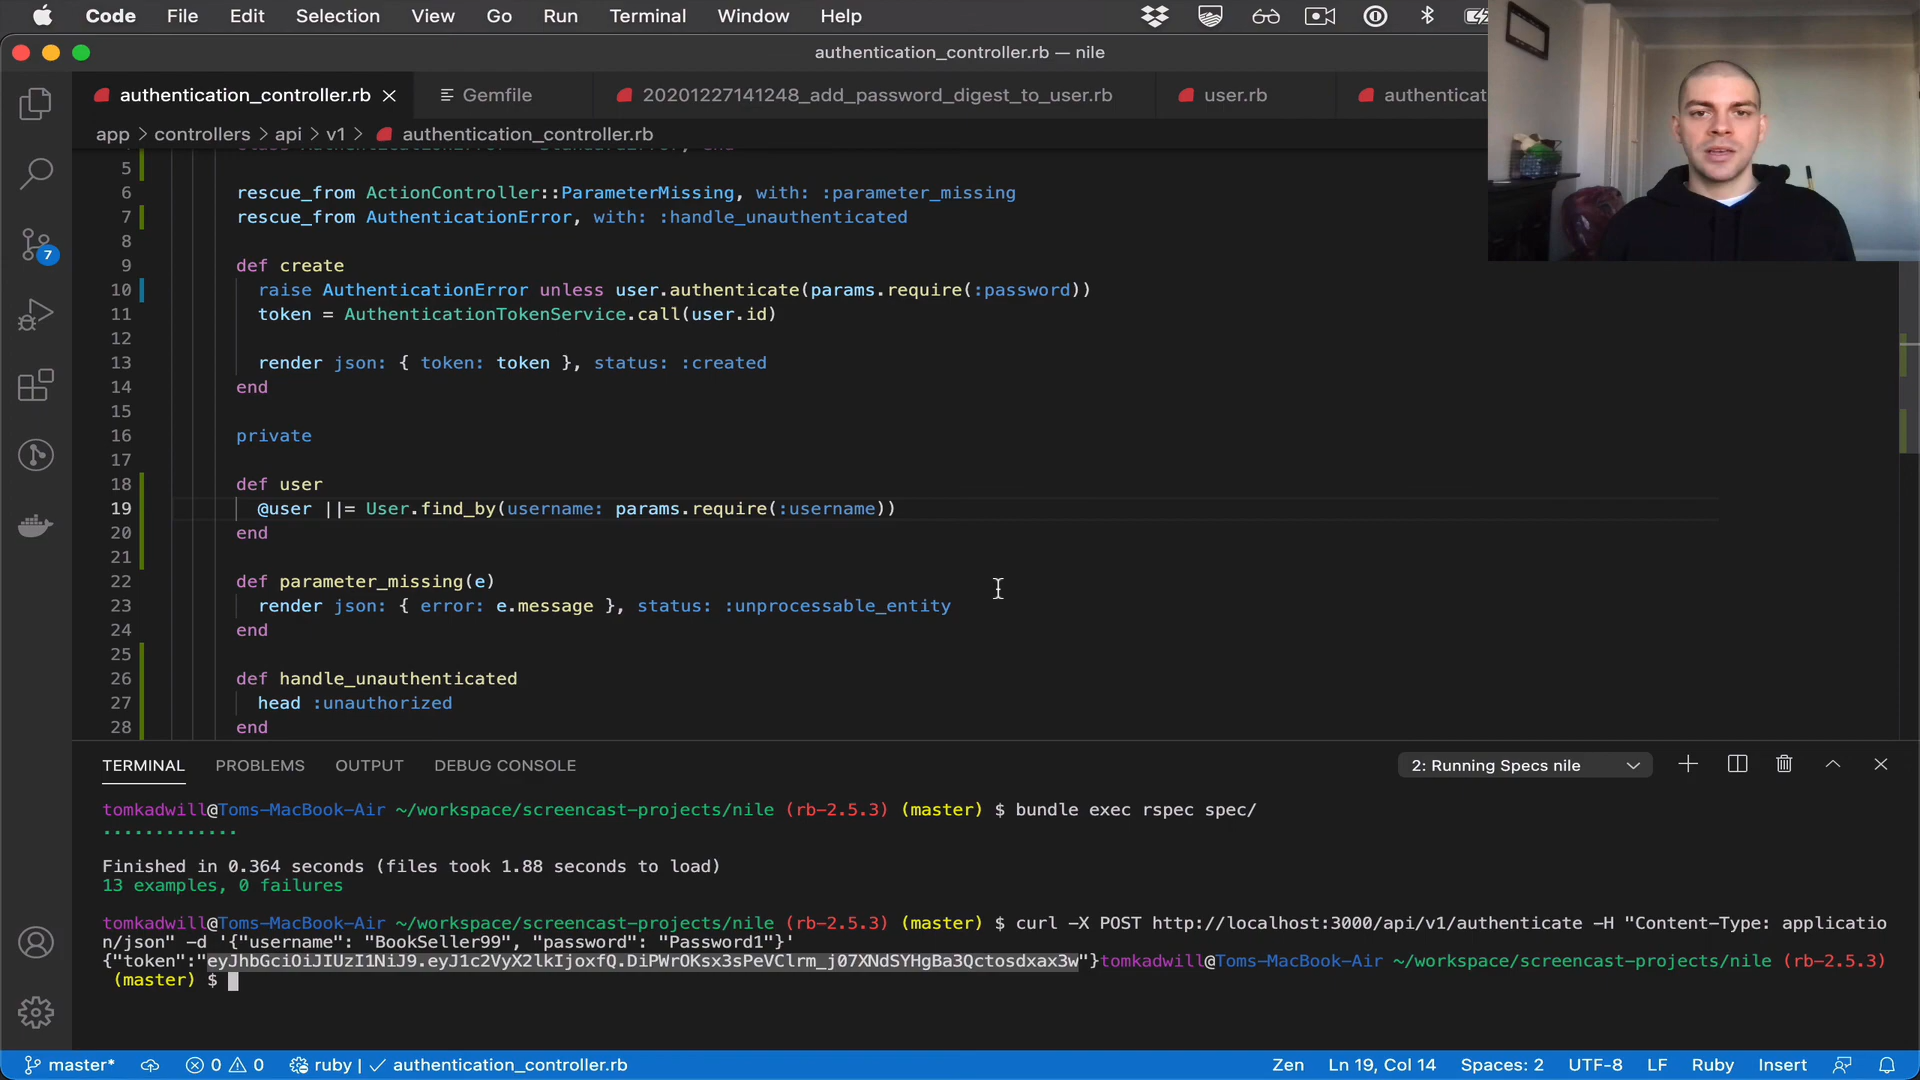 Code File Edit Selection View Go Run Terminal Window Help
authentication_controller.rb — nile
authentication_controller.rb Gemfile 20201227141248_add_password_digest_to_user.rb user.rb authenticat
app > controllers > api > v1 > authentication_controller.rb
5
6 rescue_from ActionController::ParameterMissing, with: :parameter_missing
7 rescue_from AuthenticationError, with: :handle_unauthenticated
8
9 def create
10 raise AuthenticationError unless user.authenticate(params.require(:password))
11 token = AuthenticationTokenService.call(user.id)
12
13 render json: { token: token }, status: :created
14 end
15
16 private
17
18 def user
19 @user ||= User.find_by(username: params.require(:username))
20 end
21
22 def parameter_missing(e)
23 render json: { error: e.message }, status: :unprocessable_entity
24 end
25
26 def handle_unauthenticated
27 head :unauthorized
28 end
7
TERMINAL PROBLEMS OUTPUT DEBUG CONSOLE 2: Running Specs nile
tomkadwill@Toms-MacBook-Air ~/workspace/screencast-projects/nile (rb-2.5.3) (master) $ bundle exec rspec spec/
.............
Finished in 0.364 seconds (files took 1.88 seconds to load)
13 examples, 0 failures
tomkadwill@Toms-MacBook-Air ~/workspace/screencast-projects/nile (rb-2.5.3) (master) $ curl -X POST http://localhost:3000/api/v1/authenticate -H "Content-Type: applicatio
n/json" -d '{"username": "BookSeller99", "password": "Password1"}'
{"token":"eyJhbGciOiJIUzI1NiJ9.eyJ1c2VyX2lkIjoxfQ.DiPWrOKsx3sPeVClrm_j07XNdSYHgBa3Qctosdxax3w"}tomkadwill@Toms-MacBook-Air ~/workspace/screencast-projects/nile (rb-2.5.3)
(master) $
master* 0 0 ruby | ✓ authentication_controller.rb Zen Ln 19, Col 14 Spaces: 2 UTF-8 LF Ruby Insert